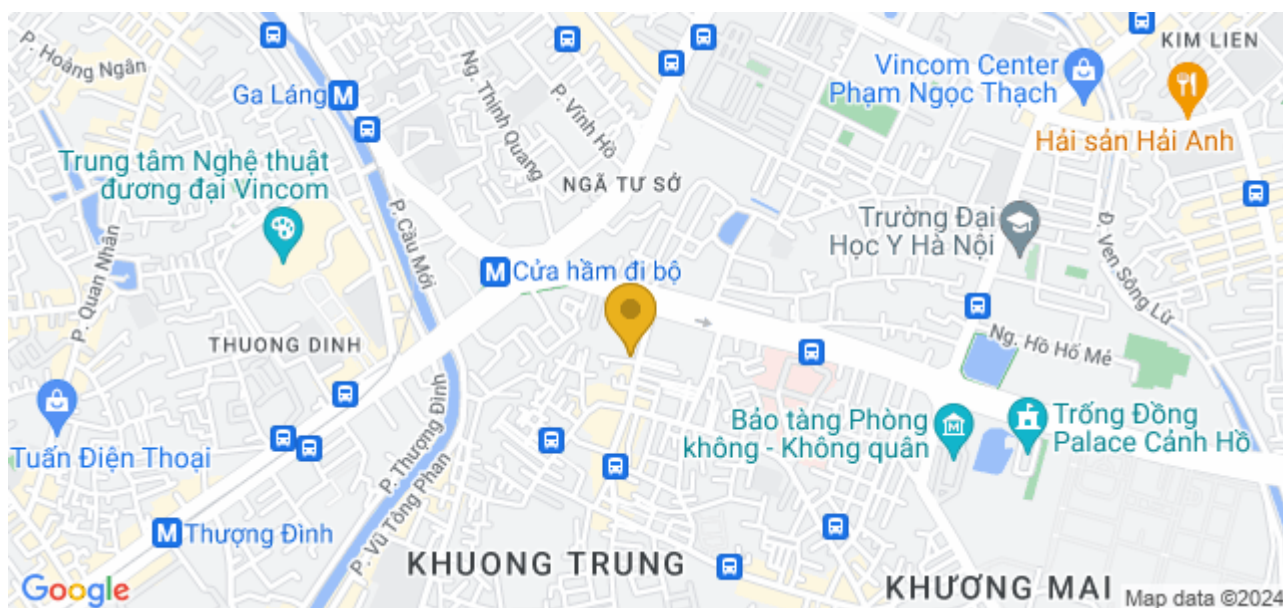 P. Hoàng Ngân
Ga Láng
M
Ng. Thịnh Quang
P. Vĩnh Hồ
Vincom Center
Phạm Ngọc Thạch
KIM LIEN
Hải sản Hải Anh
Trung tâm Nghệ thuật
đương đại Vincom
NGÃ TƯ SỞ
P. Cầu Mới
P. Quan Nhân
Trường Đại
Học Y Hà Nội
Đ. Ven Sông Lừ
M
Cửa hầm đi bộ
THUONG DINH
Ng. Hồ Hố Mẻ
Tuấn Điện Thoại
P. Thượng Đình
P. Vũ Tông Phan
Bảo tàng Phòng
không - Không quân
M
Trống Đồng
Palace Cảnh Hồ
M
Thượng Đình
KHUONG TRUNG
KHƯƠNG MAI
Google
Map data ©2024